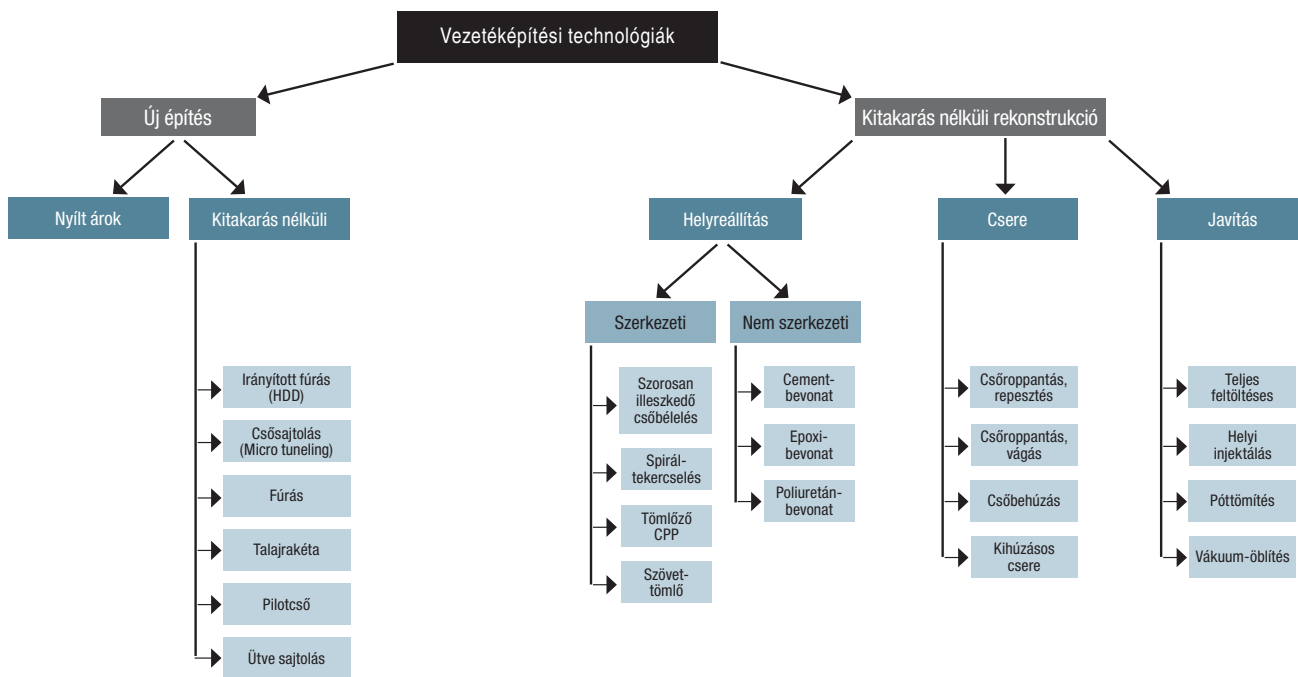 Vezetéképítési technológiák
Új építés
Kitakarás nélküli rekonstrukció
Nyílt árok
Kitakarás nélküli
Helyreállítás
Csere
Javítás
Szerkezeti
Nem szerkezeti
Irányított fúrás
(HDD)
Csősajtolás
(Micro tuneling)
Fúrás
Talajrakéta
Pilotcső
Ütve sajtolás
Szorosan
illeszkedő
csőbélelés
Spirál-
tekercselés
Tömlőző
CPP
Szövet-
tömlő
Cement-
bevonat
Epoxi-
bevonat
Poliuretán-
bevonat
Csőroppantás,
repesztés
Csőroppantás,
vágás
Csőbehúzás
Kihúzásos
csere
Teljes
feltöltéses
Helyi
injektálás
Póttömítés
Vákuum-öblítés